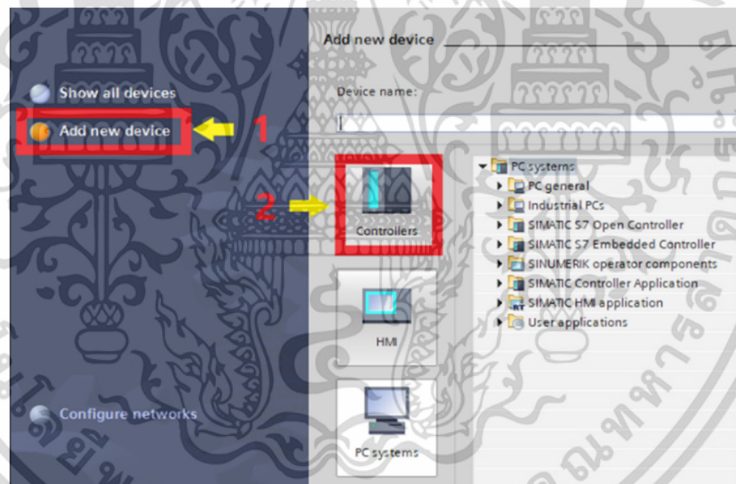 Add new device
Show all devices
Device name:
Add new device
1
2
Controllers
HMI
PC systems
Configure networks
PC systems
PC general
Industrial PCs
SIMATIC S7 Open Controller
SIMATIC S7 Embedded Controller
SINUMERIK operator components
SIMATIC Controller Application
SIMATIC HMI application
User applications